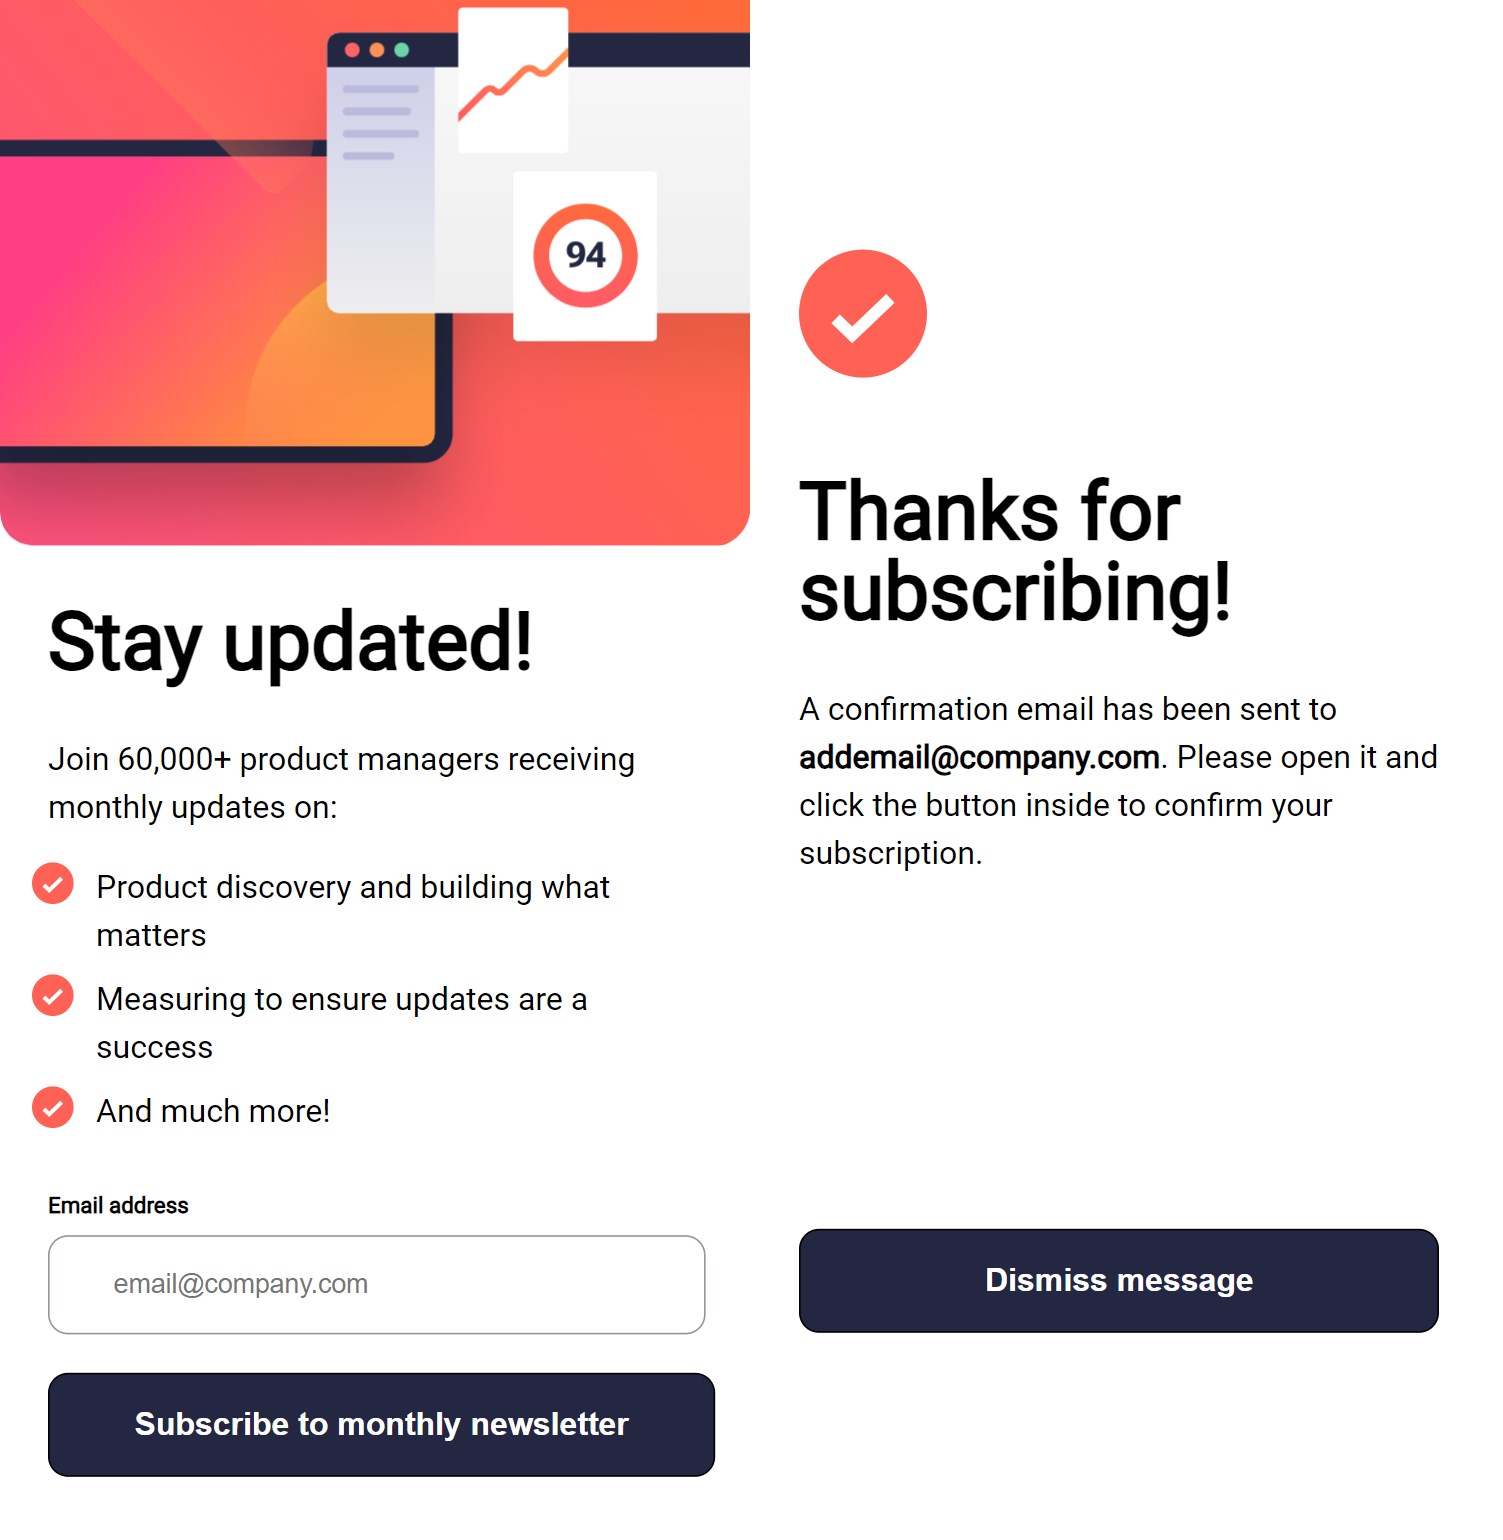 94
Stay updated!
Join 60,000+ product managers receiving
monthly updates on:
Product discovery and building what
matters
Measuring to ensure updates are a
success
And much more!
Email address
email@company.com
Subscribe to monthly newsletter
Thanks for
subscribing!
A confirmation email has been sent to
addemail@company.com. Please open it and
click the button inside to confirm your
subscription.
Dismiss message